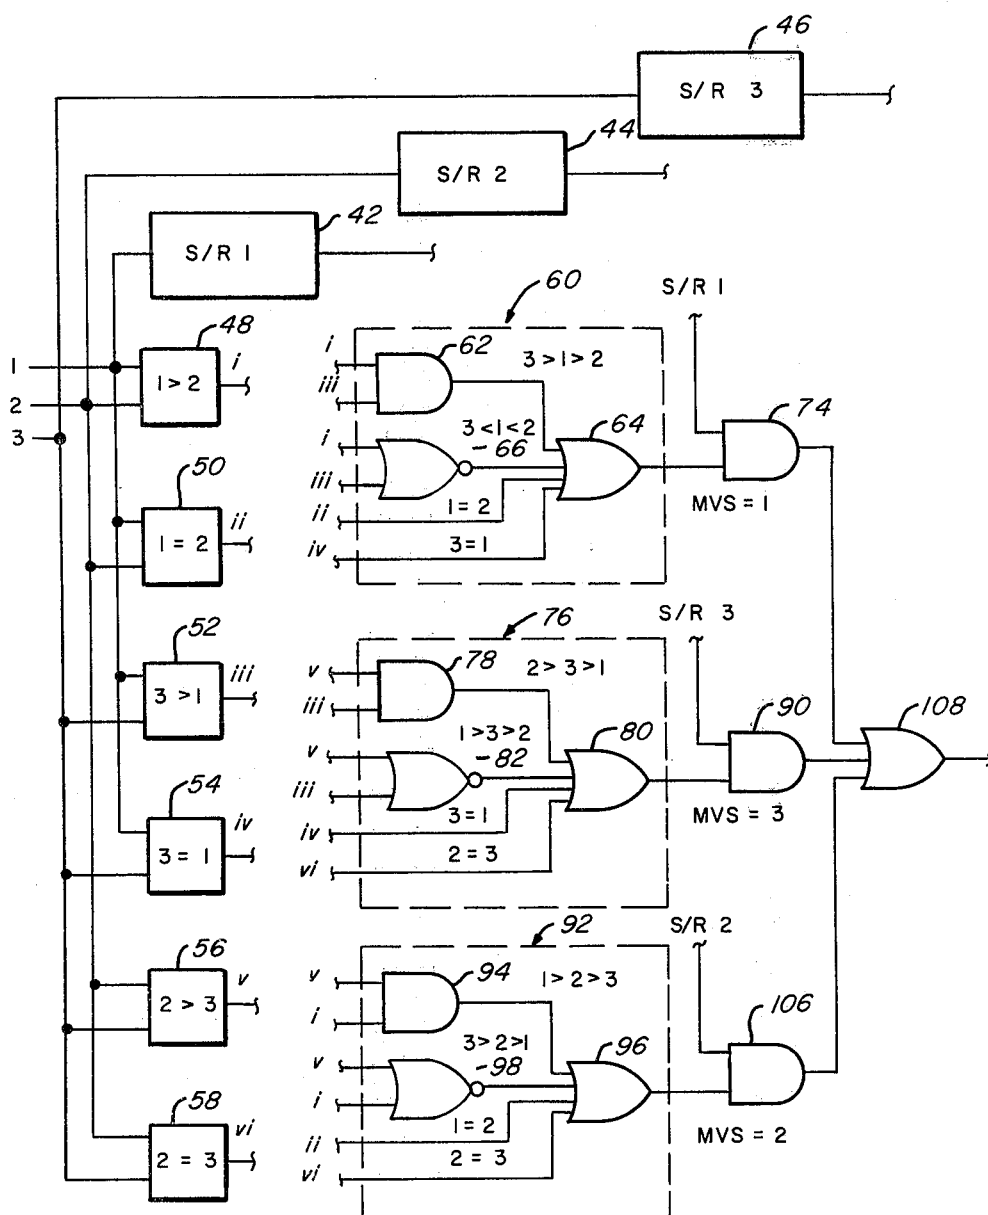 46
S/R 3
44
S/R 2
42
S/R 1
60
S/R 1
48
i
1
1 > 2
2
3
i
62
3 > 1 > 2
iii
74
i
3 < 1 < 2
64
66
iii
50
ii
ii
1 = 2
MVS = 1
1 = 2
iv
3 = 1
52
76
S/R 3
iii
v
78
2 > 3 > 1
3 > 1
iii
90
108
v
1 > 3 > 2
80
82
54
iii
iv
iv
3 = 1
MVS = 3
3 = 1
vi
2 = 3
92
S/R 2
56
v
v
94
1 > 2 > 3
2 > 3
i
106
v
3 > 2 > 1
96
98
58
i
vi
ii
1 = 2
MVS = 2
2 = 3
vi
2 = 3